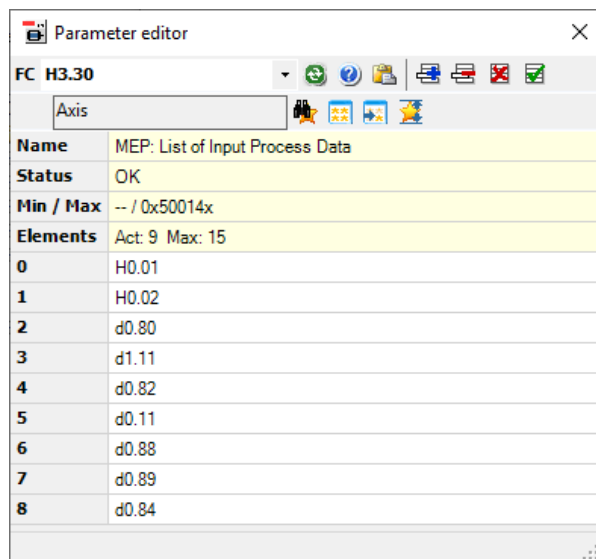 Parameter editor
FC H3.30
Axis
Name MEP: List of Input Process Data
Status OK
Min / Max -- / 0x50014x
Elements Act: 9 Max: 15
0 H0.01
1 H0.02
2 d0.80
3 d1.11
4 d0.82
5 d0.11
6 d0.88
7 d0.89
8 d0.84